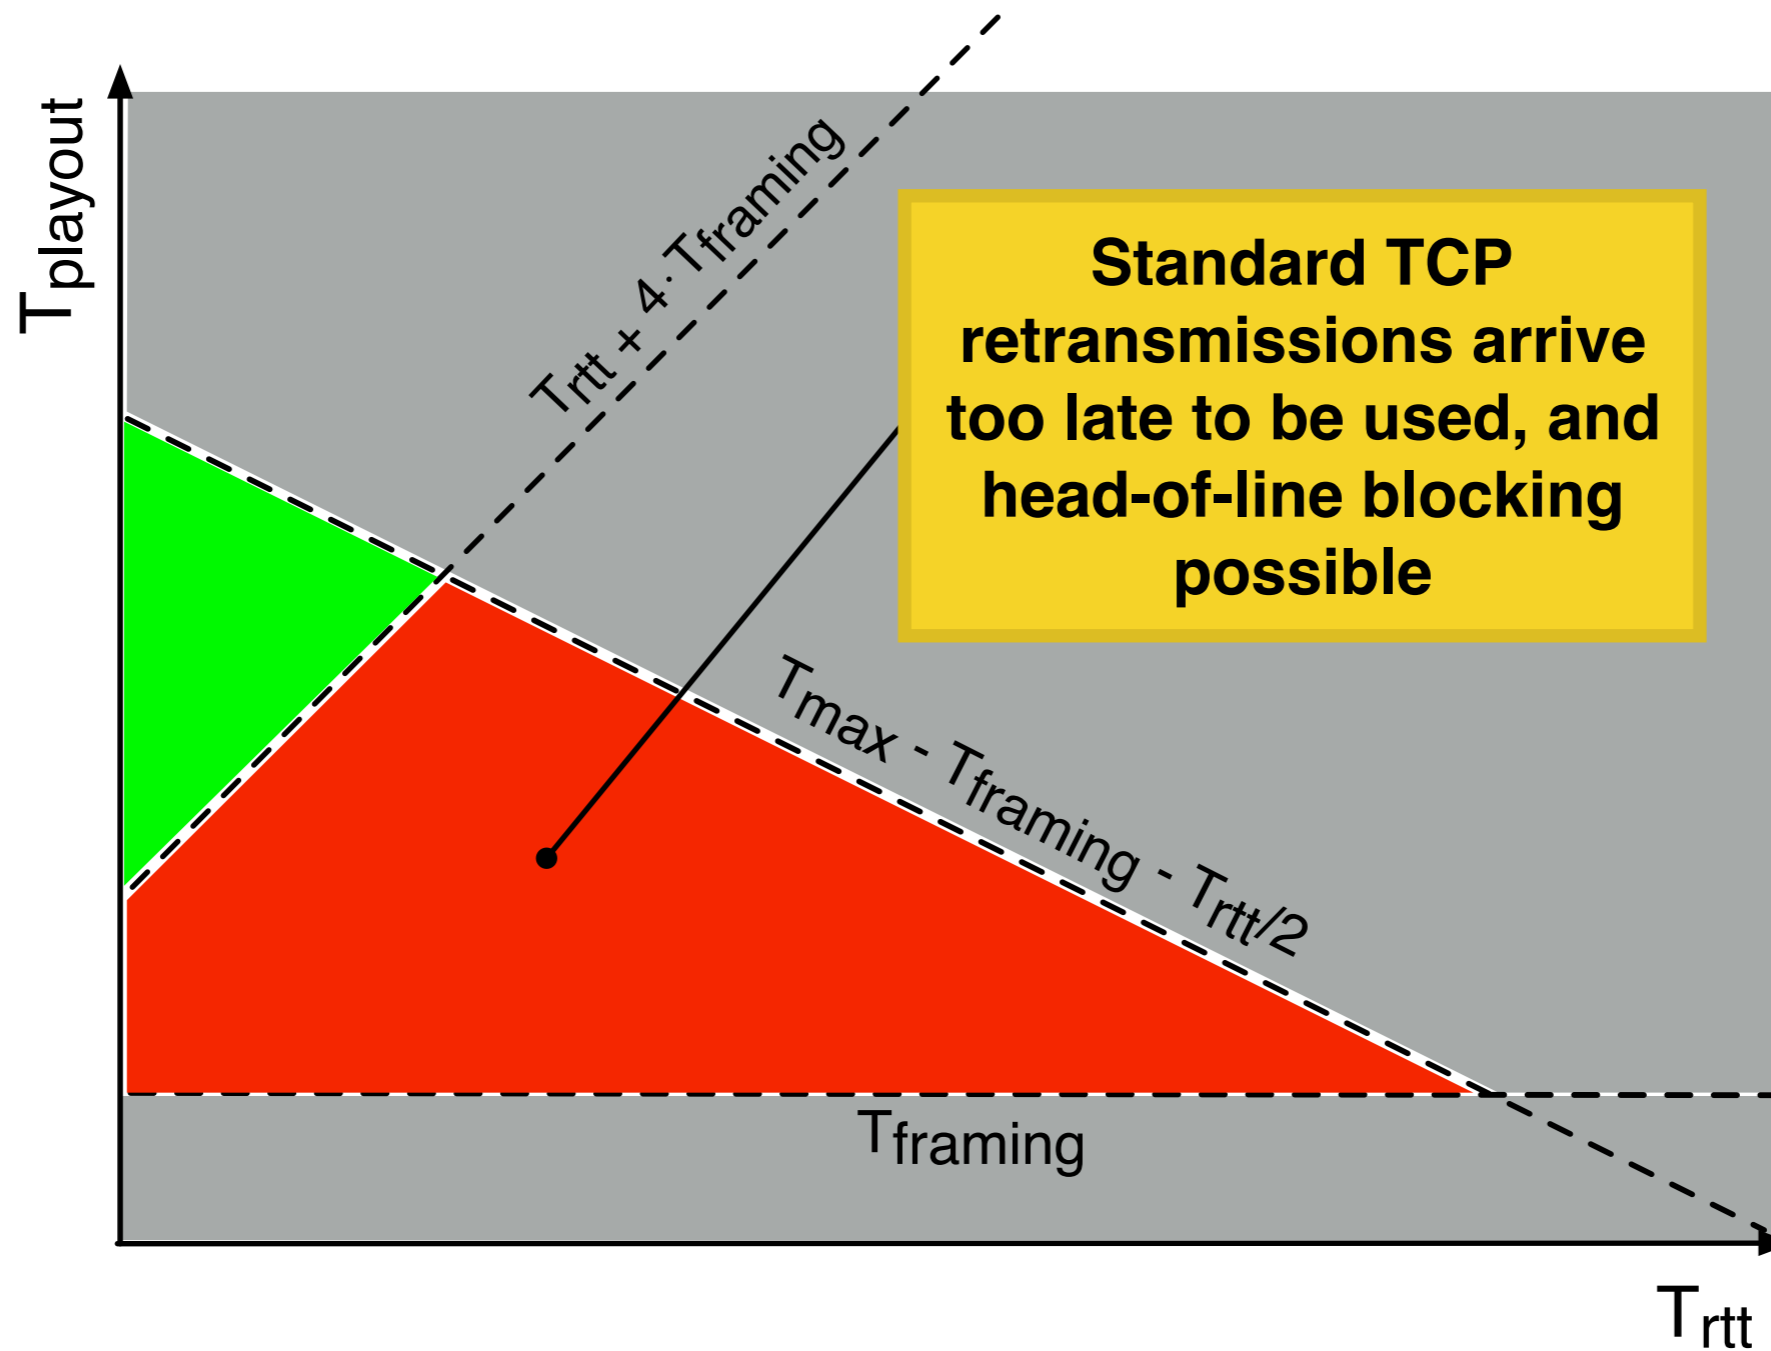 Tplayout
Trtt + 4·Tframing
Standard TCP
retransmissions arrive
too late to be used, and
head-of-line blocking
possible
Tmax - Tframing - Trtt/2
Tframing
Trtt